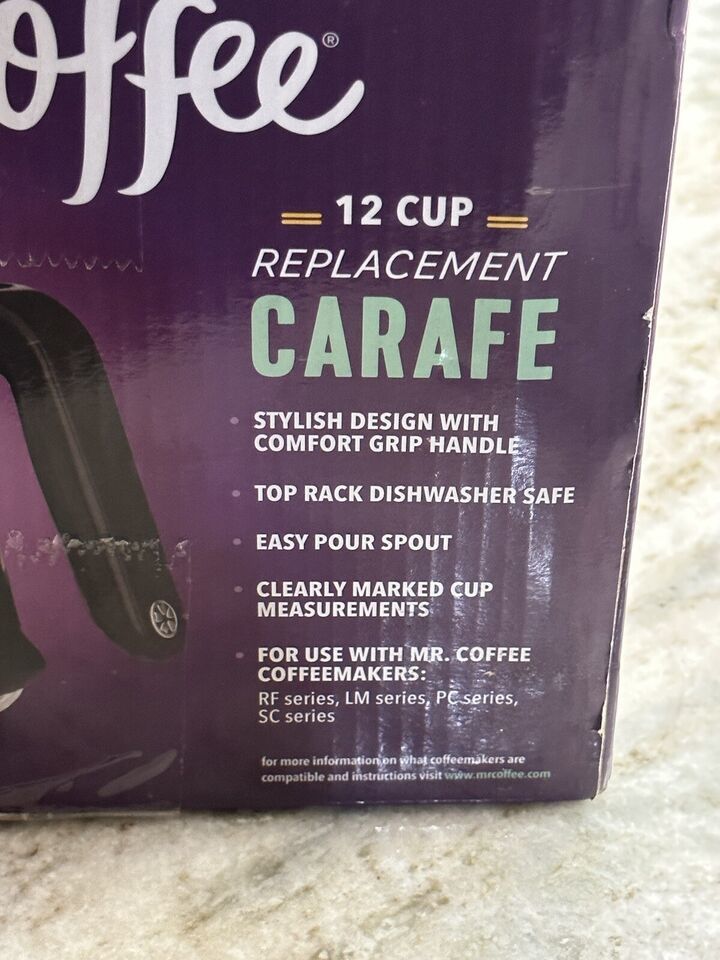 offee®
12 CUP
REPLACEMENT
CARAFE
• STYLISH DESIGN WITH
COMFORT GRIP HANDLE
• TOP RACK DISHWASHER SAFE
• EASY POUR SPOUT
• CLEARLY MARKED CUP
MEASUREMENTS
• FOR USE WITH MR. COFFEE
COFFEEMAKERS:
RF series, LM series, PC series,
SC series
for more information on what coffeemakers are
compatible and instructions visit www.mrcoffee.com